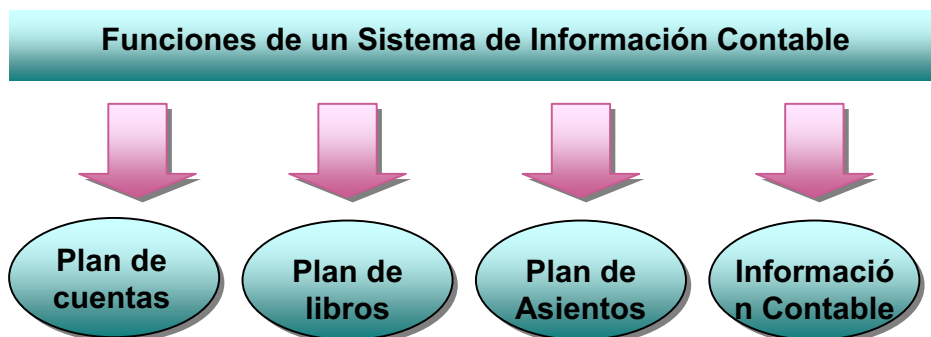 Funciones de un Sistema de Información Contable
Plan de
cuentas
Plan de
libros
Plan de
Asientos
Informació
n Contable